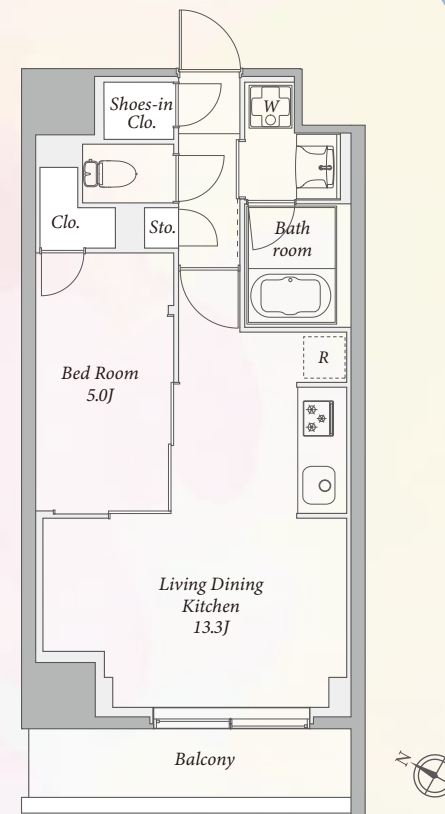 Shoes-in
Clo.
W
Clo.
Sto.
Bath
room
Bed Room
5.0J
R
Living Dining
Kitchen
13.3J
Balcony
N